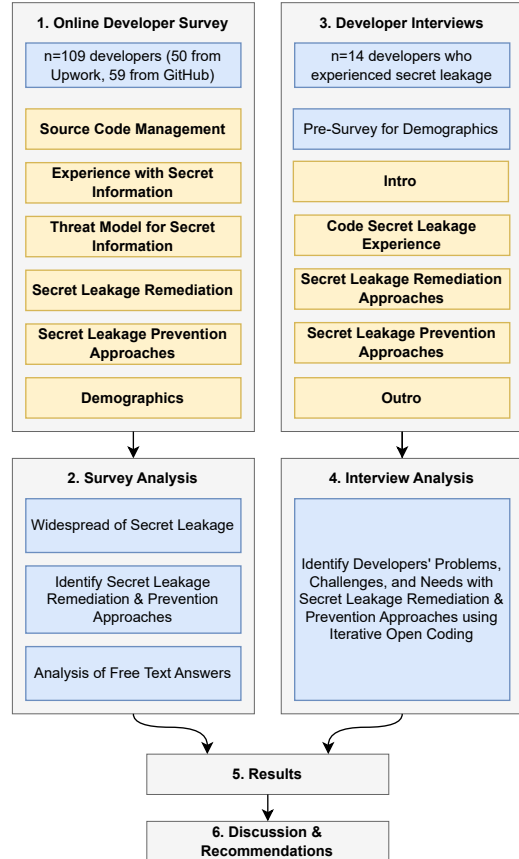 1. Online Developer Survey
n=109 developers (50 from
Upwork, 59 from GitHub)
Source Code Management
Experience with Secret
Information
Threat Model for Secret
Information
Secret Leakage Remediation
Secret Leakage Prevention
Approaches
Demographics
3. Developer Interviews
n=14 developers who
experienced secret leakage
Pre-Survey for Demographics
Intro
Code Secret Leakage
Experience
Secret Leakage Remediation
Approaches
Secret Leakage Prevention
Approaches
Outro
2. Survey Analysis
Widespread of Secret Leakage
Identify Secret Leakage
Remediation & Prevention
Approaches
Analysis of Free Text Answers
4. Interview Analysis
Identify Developers' Problems,
Challenges, and Needs with
Secret Leakage Remediation &
Prevention Approaches using
Iterative Open Coding
5. Results
6. Discussion &
Recommendations